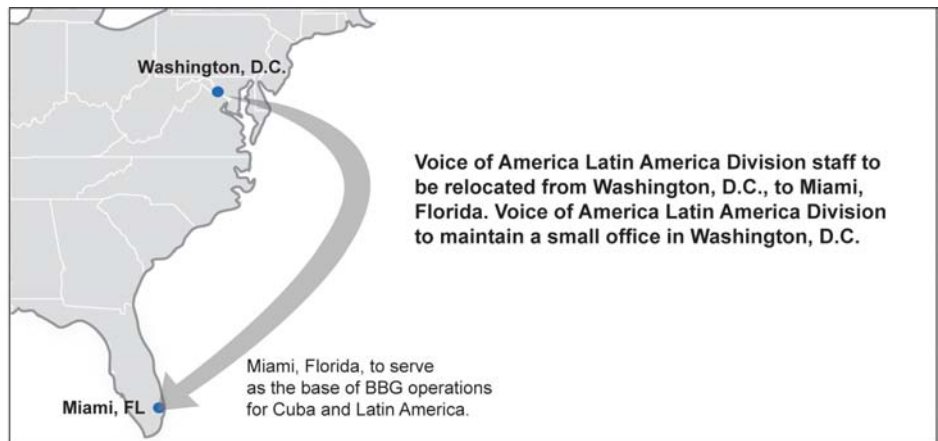 Washington, D.C.
Voice of America Latin America Division staff to
be relocated from Washington, D.C., to Miami,
Florida. Voice of America Latin America Division
to maintain a small office in Washington, D.C.
Miami, Florida, to serve
as the base of BBG operations
for Cuba and Latin America.
Miami, FL